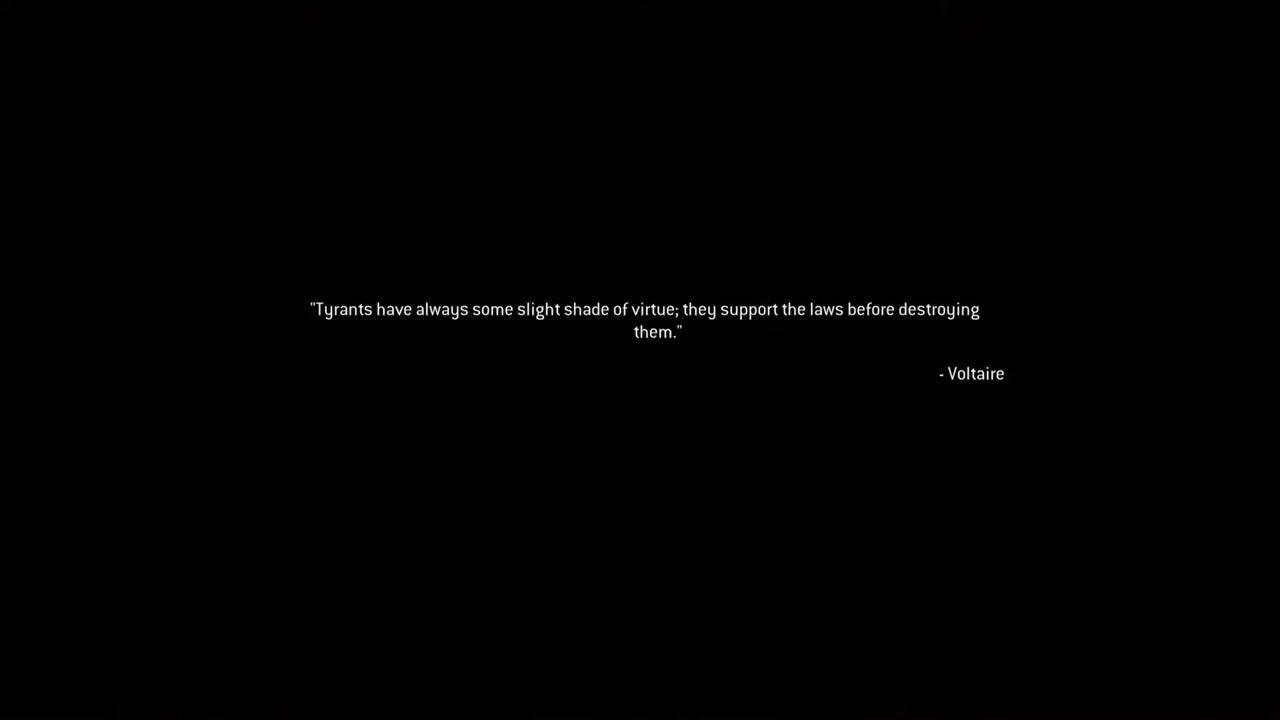 "Tyrants have always some slight shade of virtue; they support the laws before destroying
them."
- Voltaire